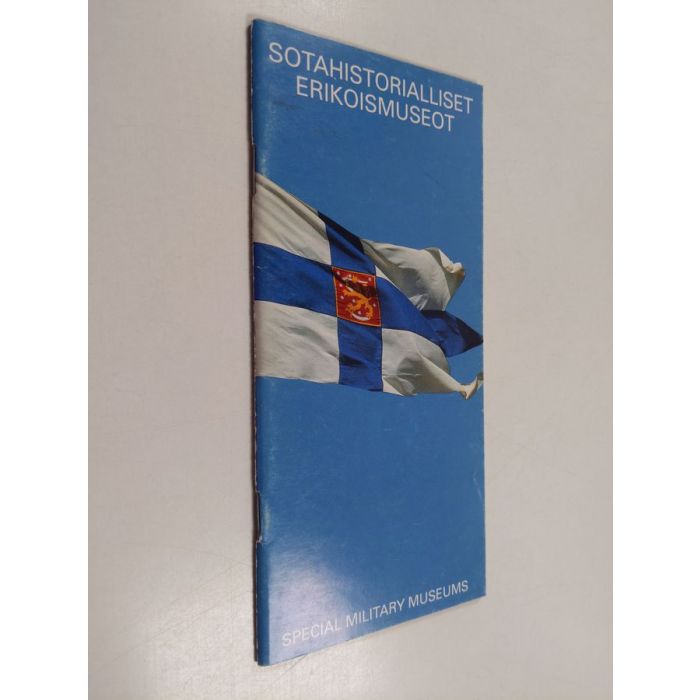 SOTAHISTORIALLISET
ERIKOISMUSEOT
SPECIAL MILITARY MUSEUMS